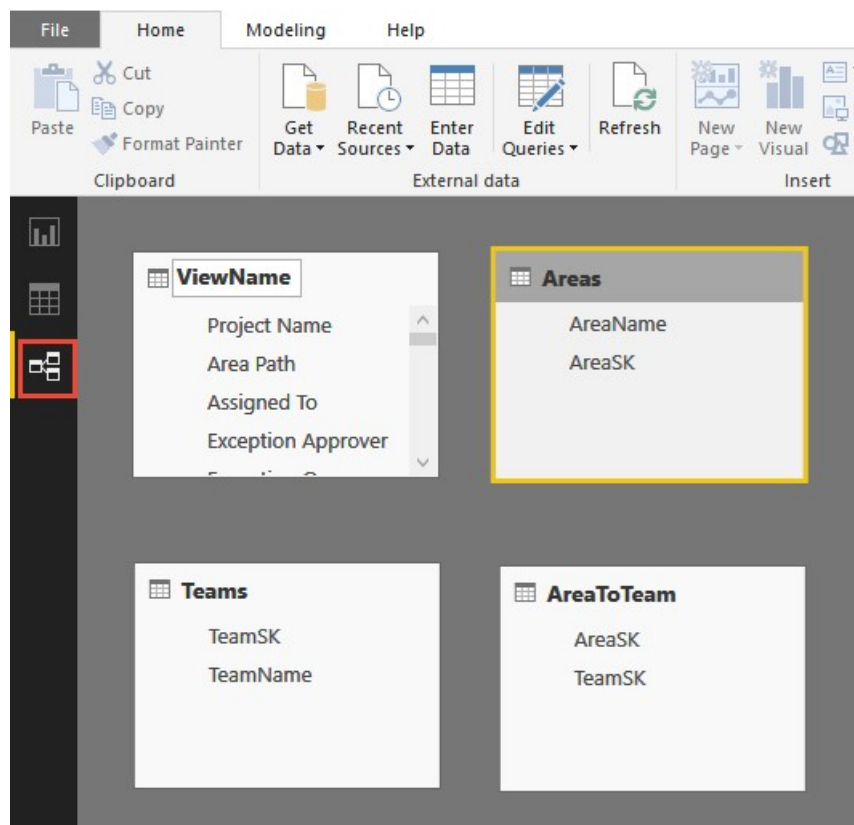 File Home Modeling Help
Cut
Copy
Format Painter
Paste
Get Data
Recent Sources
Enter Data
Edit Queries
Refresh
New Page
New Visual
Clipboard External data Insert
ViewName
Project Name
Area Path
Assigned To
Exception Approver
Areas
AreaName
AreaSK
Teams
TeamSK
TeamName
AreaToTeam
AreaSK
TeamSK